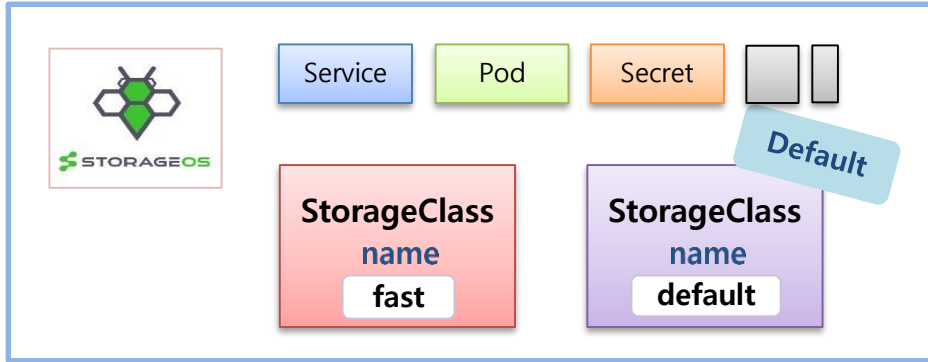 Service
Pod
Secret
STORAGEOS
Default
StorageClass
name
fast
StorageClass
name
default